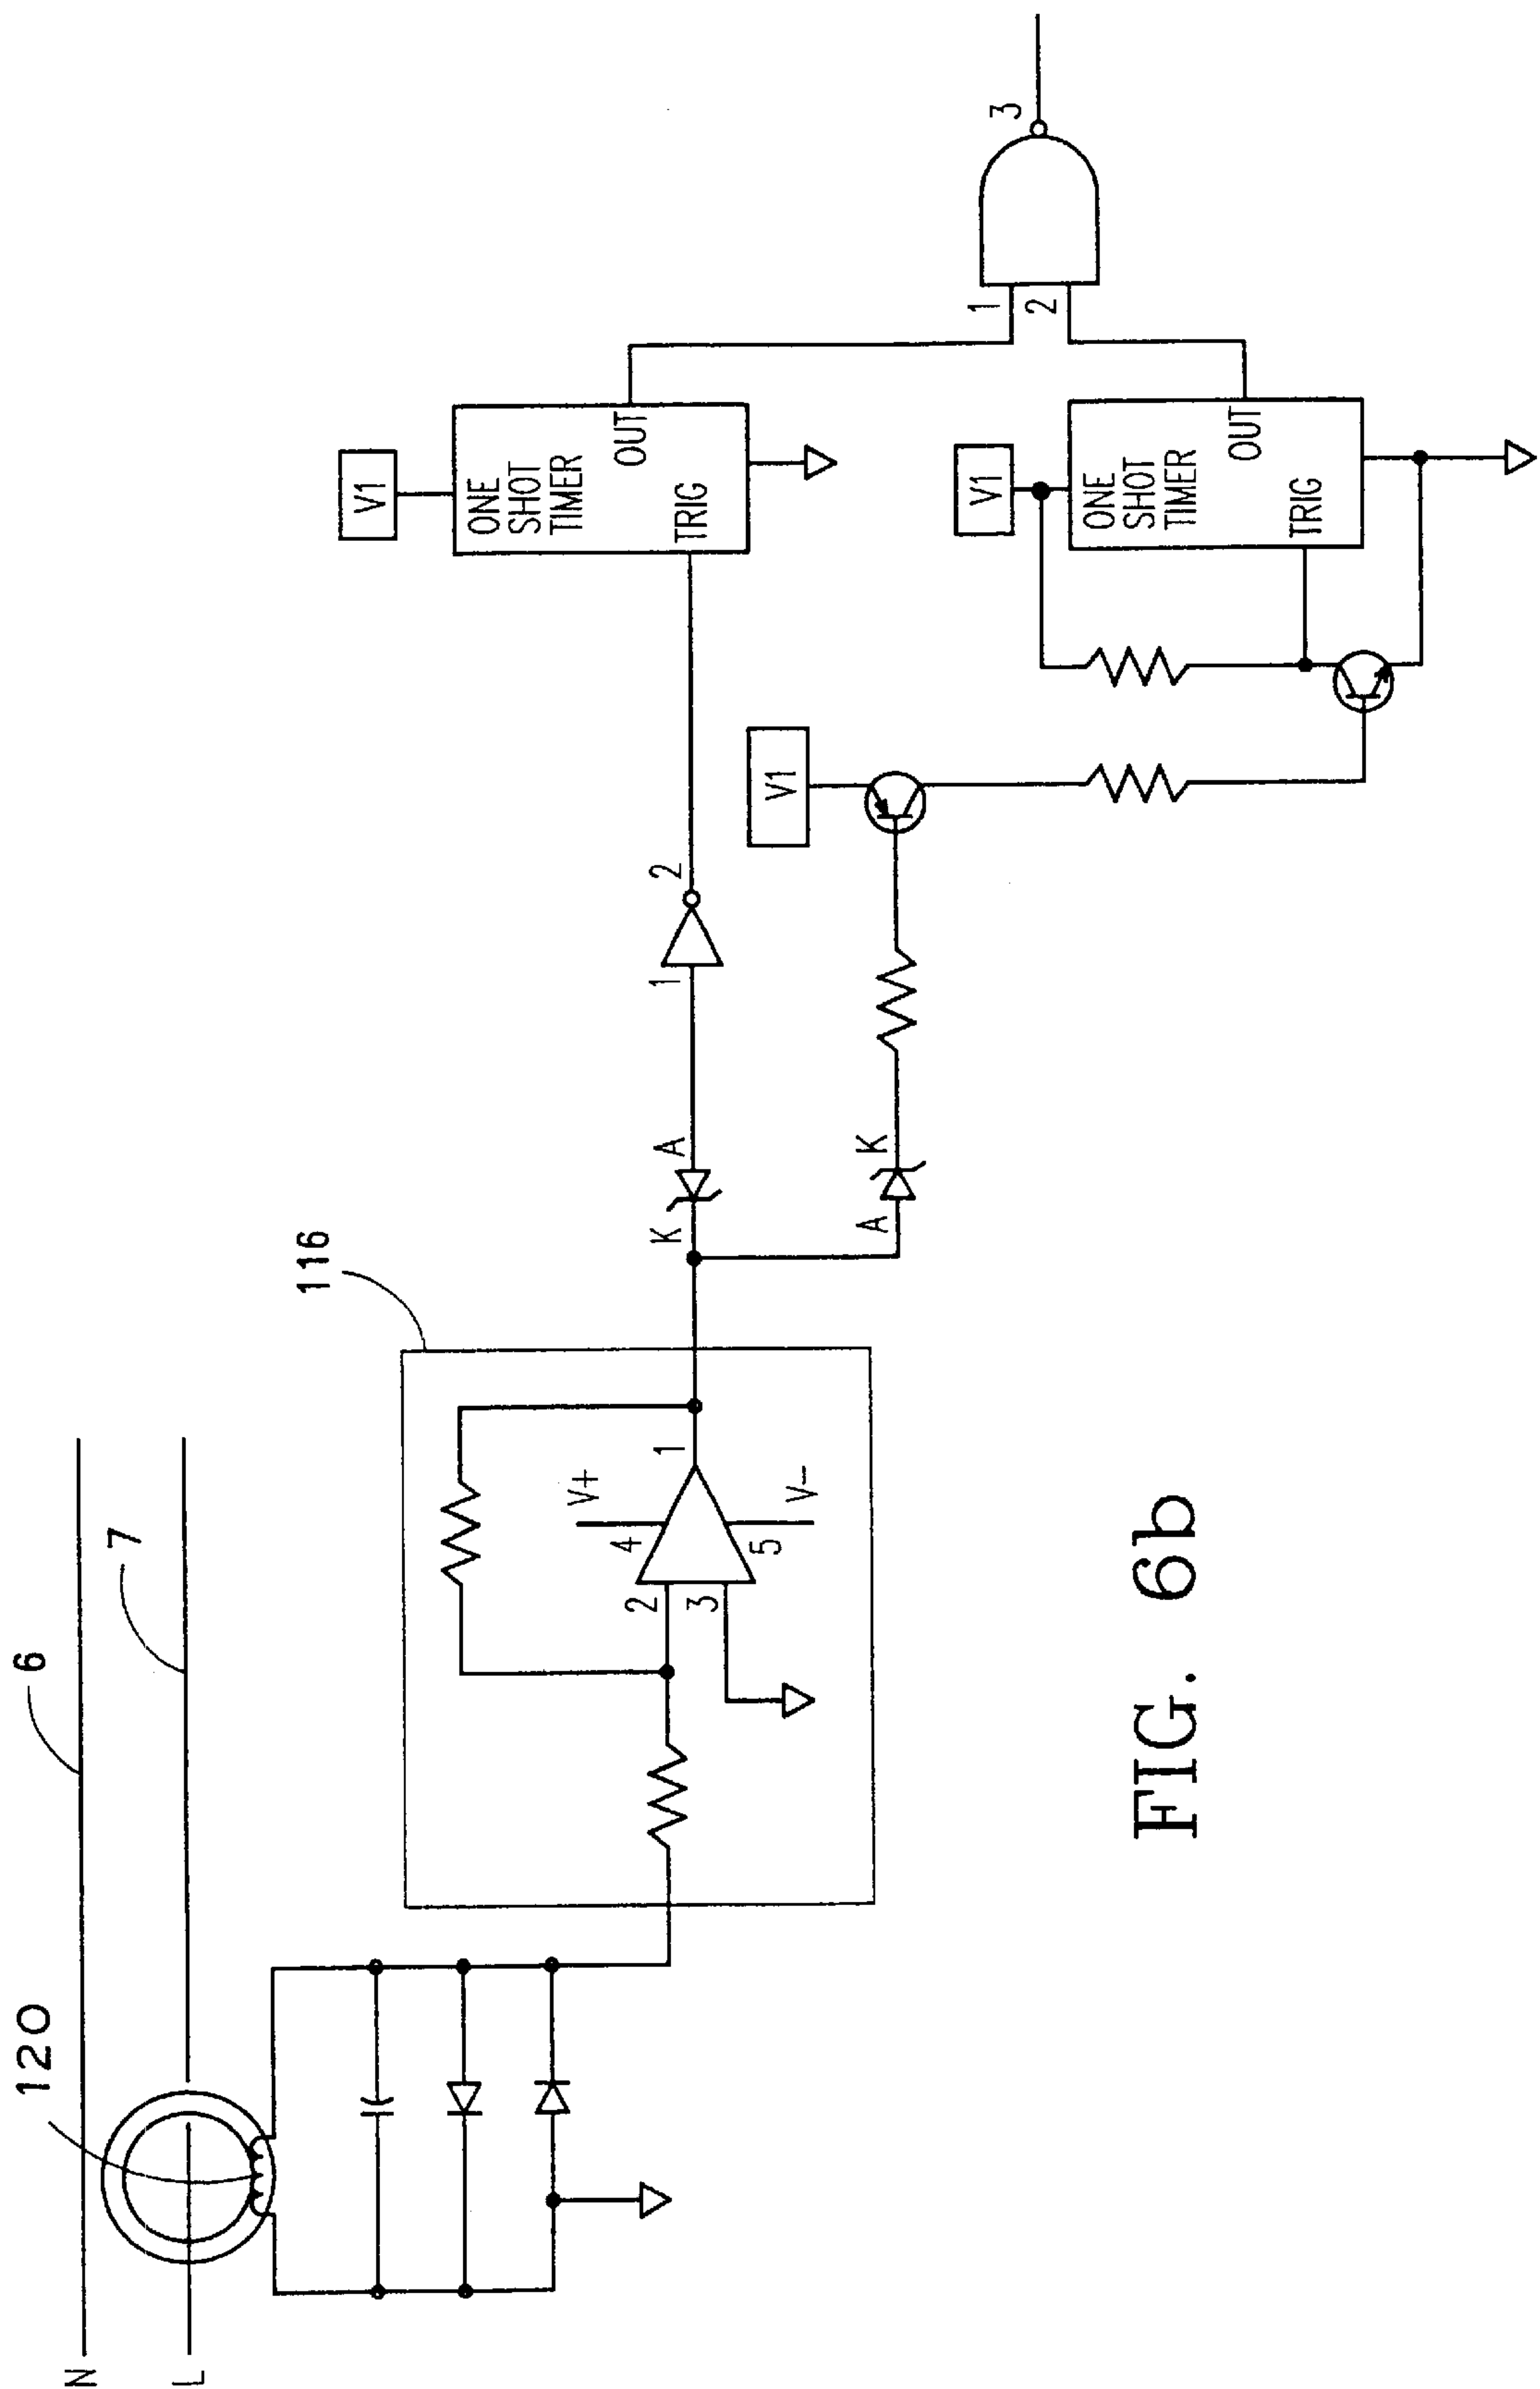 N
6
L
7
120
116
V+
4
2
1
3
5
V-
K
A
1
2
A
K
V1
ONE
SHOT
TIMER
OUT
TRIG
V1
V1
ONE
SHOT
TIMER
OUT
TRIG
1
2
3
FIG. 6b